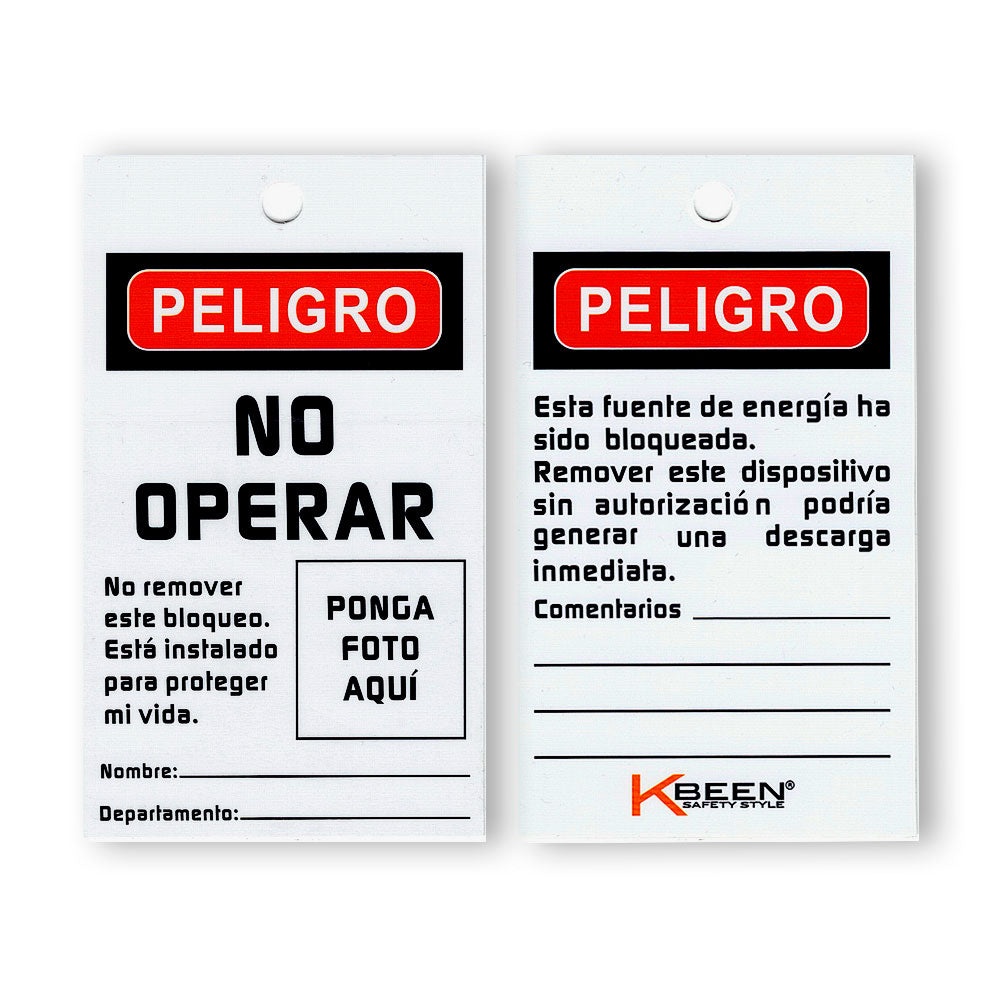 PELIGRO
NO
OPERAR
No remover
este bloqueo.
Está instalado
para proteger
mi vida.
PONGA
FOTO
AQUÍ
Nombre:
Departamento:
PELIGRO
Esta fuente de energía ha
sido bloqueada.
Remover este dispositivo
sin autorización podría
generar una descarga
inmediata.
Comentarios
KBEEN®
SAFETY STYLE